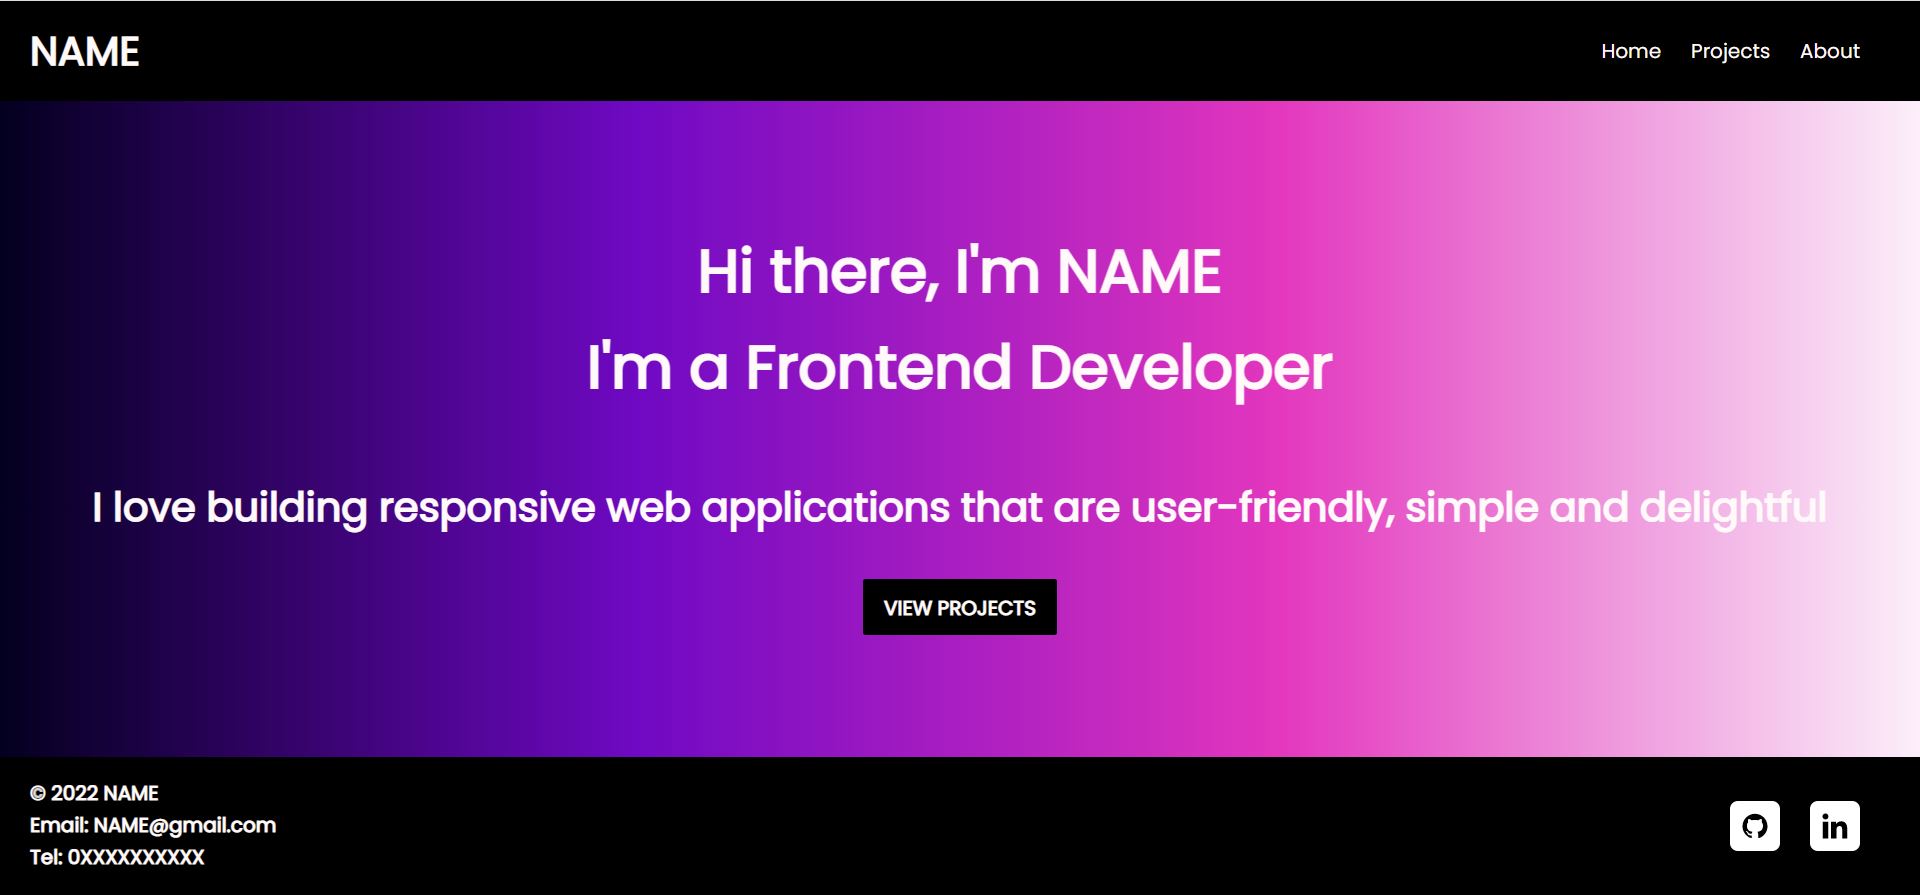 NAME
Home Projects About
Hi there, I'm NAME
I'm a Frontend Developer
I love building responsive web applications that are user-friendly, simple and delightful
VIEW PROJECTS
© 2022 NAME
Email: NAME@gmail.com
Tel: 0XXXXXXXXXX
in